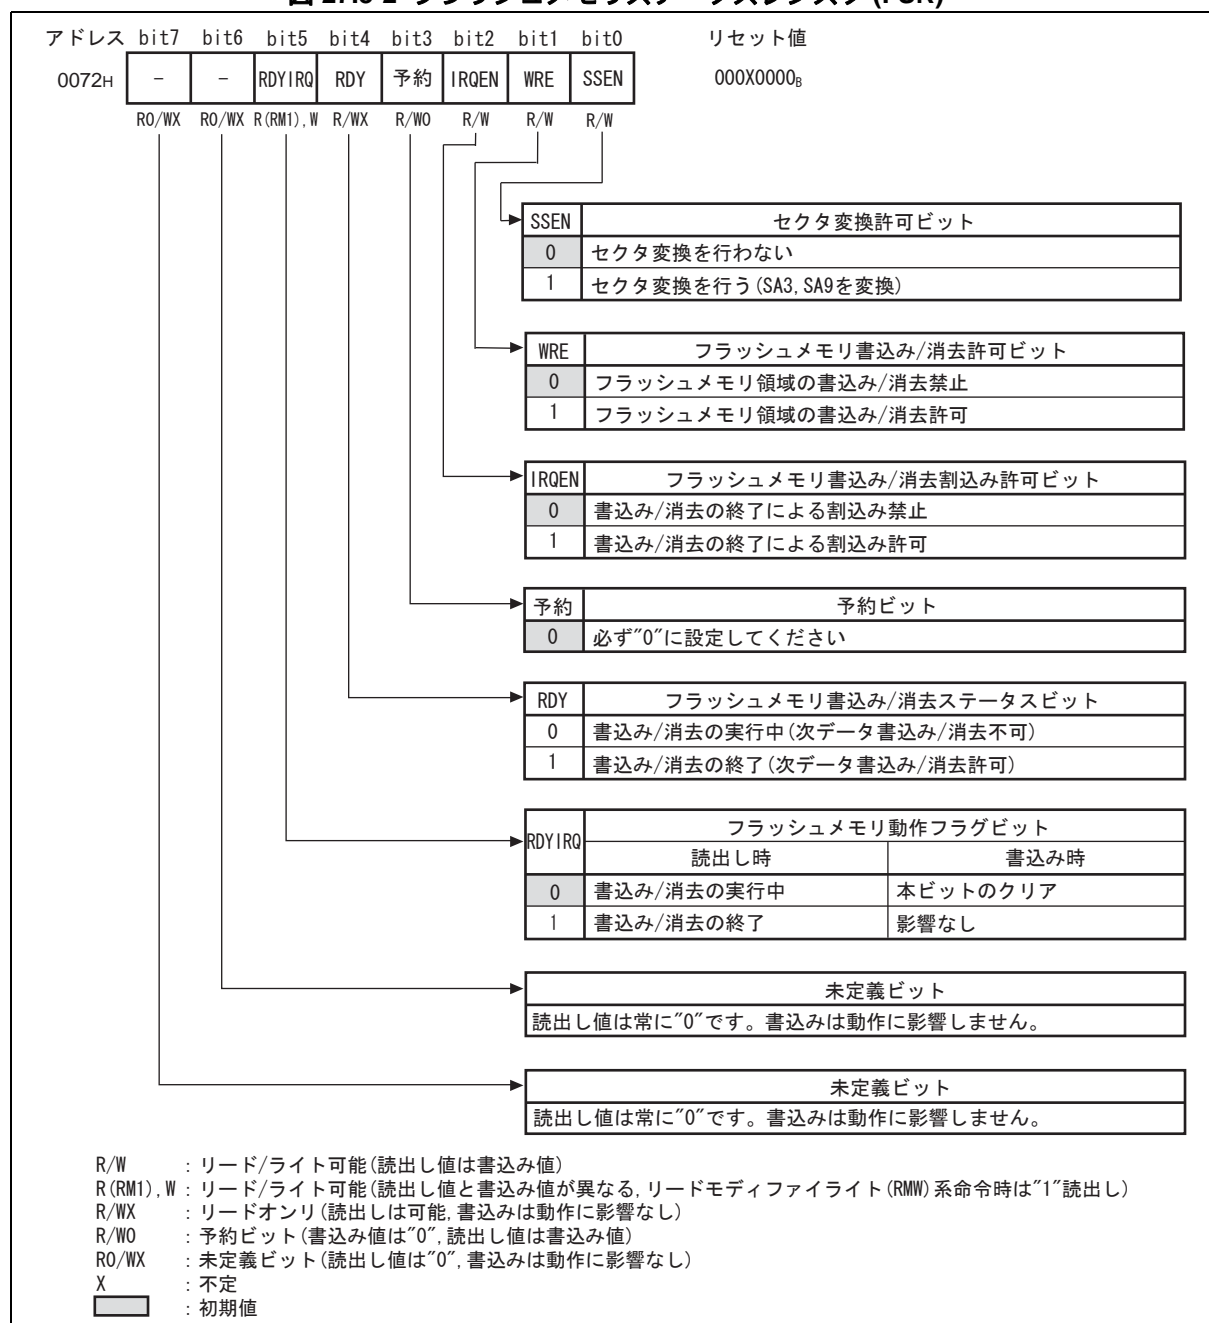 アドレス bit7 bit6 bit5 bit4 bit3 bit2 bit1 bit0 リセット値
0072H - - RDYIRQ RDY 予約 IRQEN WRE SSEN 000X0000B
R0/WX R0/WX R(RM1),W R/WX R/W0 R/W R/W R/W
SSEN セクタ変換許可ビット
0 セクタ変換を行わない
1 セクタ変換を行う(SA3,SA9を変換)
WRE フラッシュメモリ書込み/消去許可ビット
0 フラッシュメモリ領域の書込み/消去禁止
1 フラッシュメモリ領域の書込み/消去許可
IRQEN フラッシュメモリ書込み/消去割込み許可ビット
0 書込み/消去の終了による割込み禁止
1 書込み/消去の終了による割込み許可
予約 予約ビット
0 必ず"0"に設定してください
RDY フラッシュメモリ書込み/消去ステータスビット
0 書込み/消去の実行中(次データ書込み/消去不可)
1 書込み/消去の終了(次データ書込み/消去許可)
RDYIRQ フラッシュメモリ動作フラグビット
読出し時 書込み時
0 書込み/消去の実行中 本ビットのクリア
1 書込み/消去の終了 影響なし
未定義ビット
読出し値は常に"0"です。書込みは動作に影響しません。
未定義ビット
読出し値は常に"0"です。書込みは動作に影響しません。
R/W :リード/ライト可能(読出し値は書込み値)
R(RM1),W :リード/ライト可能(読出し値と書込み値が異なる,リードモディファイライト(RMW)系命令時は"1"読出し)
R/WX :リードオンリ(読出しは可能,書込みは動作に影響なし)
R/W0 :予約ビット(書込み値は"0",読出し値は書込み値)
R0/WX :未定義ビット(読出し値は"0",書込みは動作に影響なし)
X :不定
:初期値